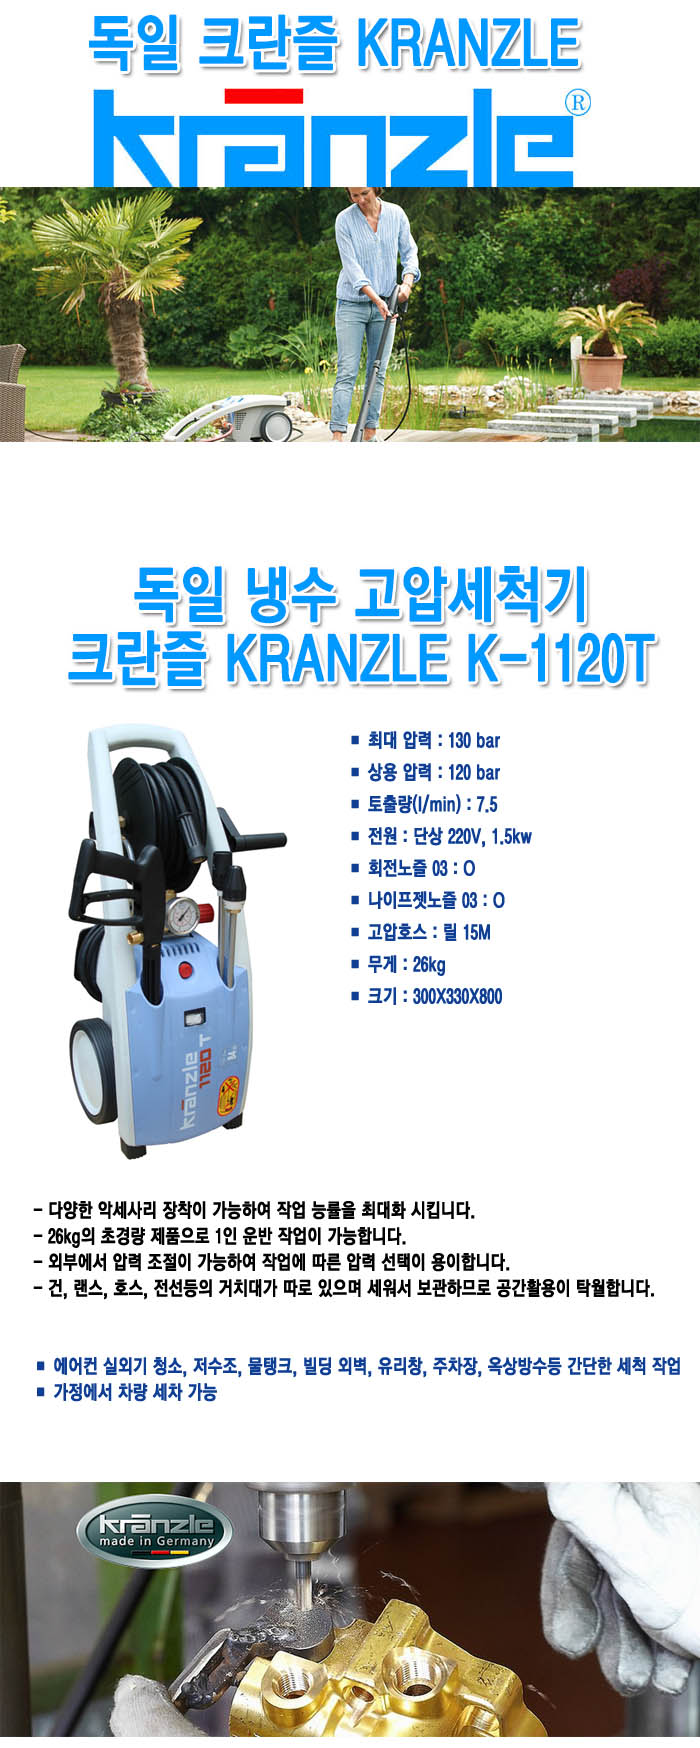 독일 크란즐 KRANZLE
kränzle®
독일 냉수 고압세척기
크란즐 KRANZLE K-1120T
▪ 최대 압력 : 130 bar
▪ 상용 압력 : 120 bar
▪ 토출량(l/min) : 7.5
▪ 전원 : 단상 220V, 1.5kw
▪ 회전노즐 03 : O
▪ 나이프젯노즐 03 : O
▪ 고압호스 : 릴 15M
▪ 무게 : 26kg
▪ 크기 : 300X330X800
kränzle
1120 T
- 다양한 악세사리 장착이 가능하여 작업 능률을 최대화 시킵니다.
- 26kg의 초경량 제품으로 1인 운반 작업이 가능합니다.
- 외부에서 압력 조절이 가능하여 작업에 따른 압력 선택이 용이합니다.
- 건, 랜스, 호스, 전선등의 거치대가 따로 있으며 세워서 보관하므로 공간활용이 탁월합니다.
▪ 에어컨 실외기 청소, 저수조, 물탱크, 빌딩 외벽, 유리창, 주차장, 옥상방수등 간단한 세척 작업
▪ 가정에서 차량 세차 가능
kränzle
made in Germany